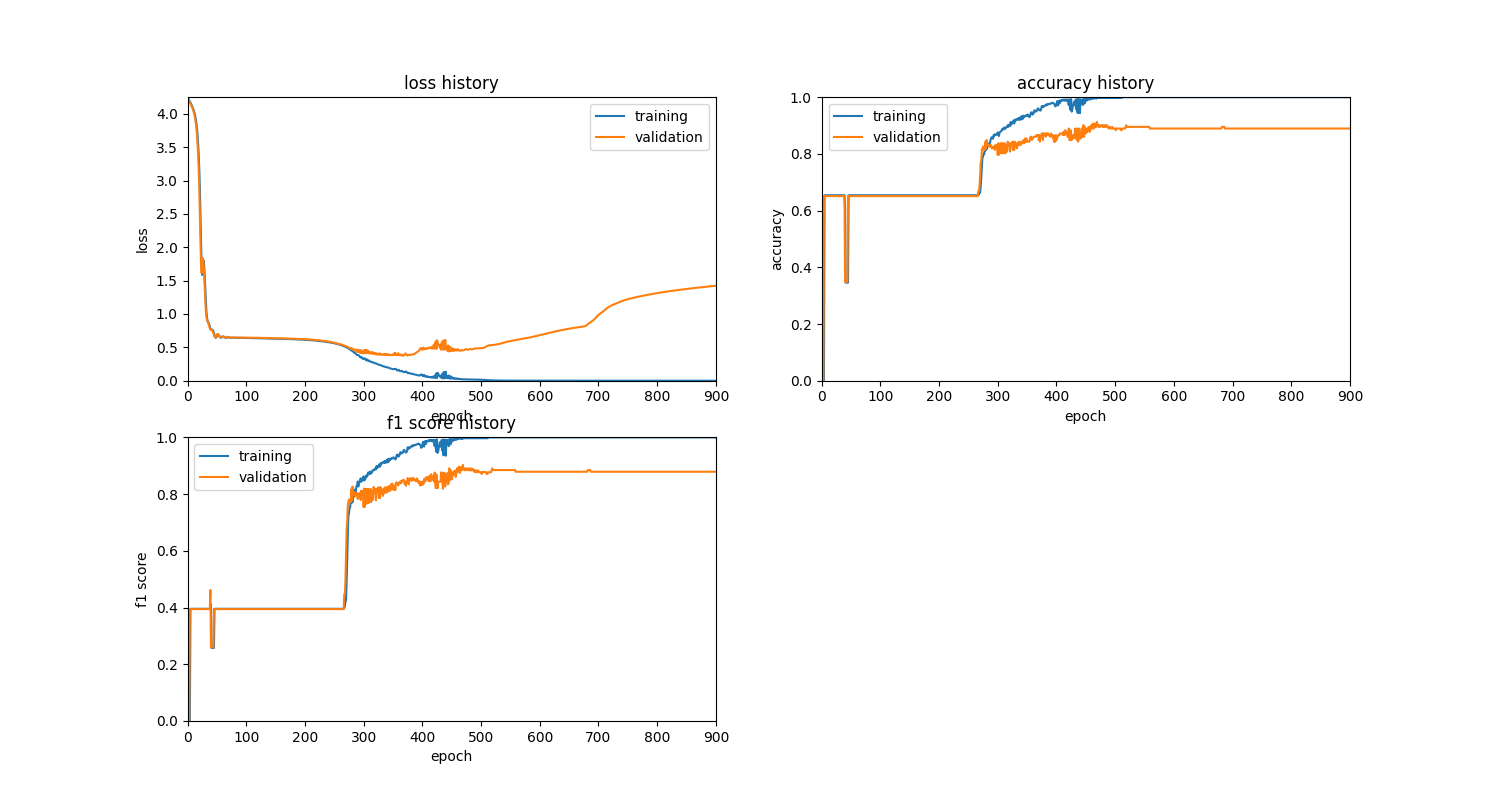 loss history
4.0
3.5
3.0
2.5
2.0
1.5
1.0
0.5
0.0
loss
training
validation
0 100 200 300 400 500 600 700 800 900
epoch
accuracy history
1.0
0.8
0.6
0.4
0.2
0.0
accuracy
training
validation
0 100 200 300 400 500 600 700 800 900
epoch
f1 score history
1.0
0.8
0.6
0.4
0.2
0.0
f1 score
training
validation
0 100 200 300 400 500 600 700 800 900
epoch